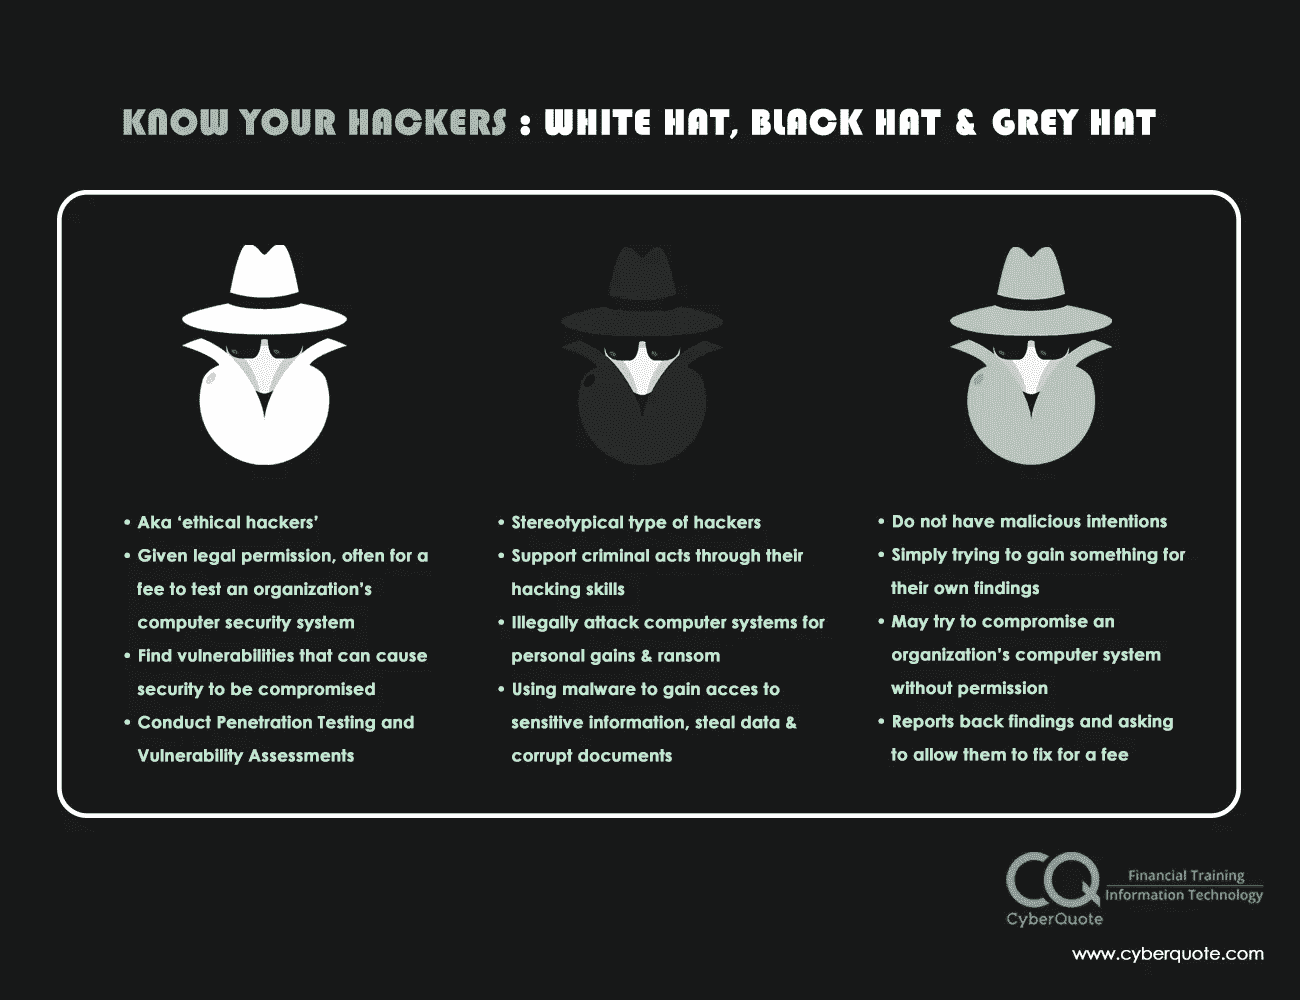 KNOW YOUR HACKERS : WHITE HAT, BLACK HAT & GREY HAT
• Aka ‘ethical hackers’
• Given legal permission, often for a
fee to test an organization’s
computer security system
• Find vulnerabilities that can cause
security to be compromised
• Conduct Penetration Testing and
Vulnerability Assessments
• Stereotypical type of hackers
• Support criminal acts through their
hacking skills
• Illegally attack computer systems for
personal gains & ransom
• Using malware to gain acces to
sensitive information, steal data &
corrupt documents
• Do not have malicious intentions
• Simply trying to gain something for
their own findings
• May try to compromise an
organization’s computer system
without permission
• Reports back findings and asking
to allow them to fix for a fee
CQ
CyberQuote
Financial Training
Information Technology
www.cyberquote.com